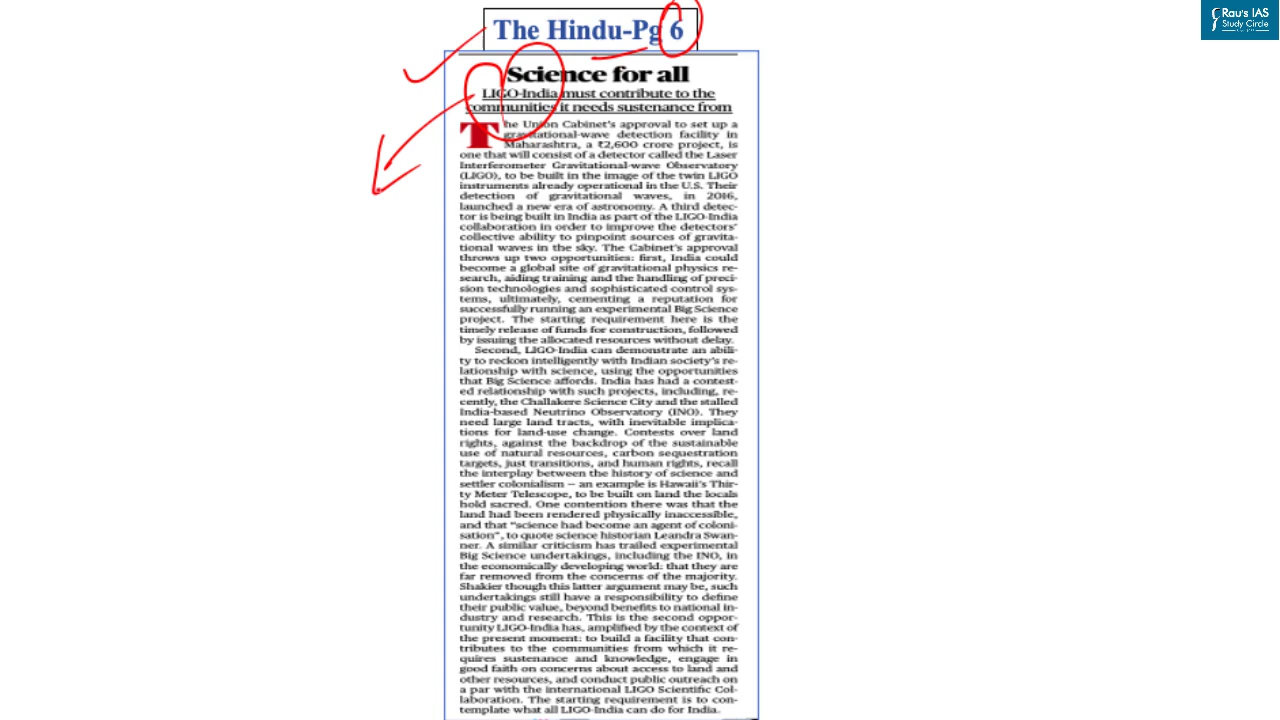 The Hindu-Pg 6
Rau's IAS
Study Circle
Science for all
LIGO-India must contribute to the
communities it needs sustenance from
The Union Cabinet's approval to set up a
gravitational-wave detection facility in
Maharashtra, a ₹2,600 crore project, is
one that will consist of a detector called the Laser
Interferometer Gravitational-wave Observatory
(LIGO), to be built in the image of the twin LIGO
instruments already operational in the U.S. Their
detection of gravitational waves, in 2016,
launched a new era of astronomy. A third detec-
tor is being built in India as part of the LIGO-India
collaboration in order to improve the detectors'
collective ability to pinpoint sources of gravita-
tional waves in the sky. The Cabinet's approval
throws up two opportunities: first, India could
become a global site of gravitational physics re-
search, aiding training and the handling of preci-
sion technologies and sophisticated control sys-
tems, ultimately, cementing a reputation for
successfully running an experimental Big Science
project. The starting requirement here is the
timely release of funds for construction, followed
by issuing the allocated resources without delay.
Second, LIGO-India can demonstrate an abili-
ty to reckon intelligently with Indian society's re-
lationship with science, using the opportunities
that Big Science affords. India has had a contest-
ed relationship with such projects, including, re-
cently, the Challakere Science City and the stalled
India-based Neutrino Observatory (INO). They
need large land tracts, with inevitable implica-
tions for land-use change. Contests over land
rights, against the backdrop of the sustainable
use of natural resources, carbon sequestration
targets, just transitions, and human rights, recall
the interplay between the history of science and
settler colonialism – an example is Hawaii's Thir-
ty Meter Telescope, to be built on land the locals
hold sacred. One contention there was that the
land had been rendered physically inaccessible,
and that "science had become an agent of coloni-
sation", to quote science historian Leandra Swan-
ner. A similar criticism has trailed experimental
Big Science undertakings, including the INO, in
the economically developing world: that they are
far removed from the concerns of the majority.
Shakier though this latter argument may be, such
undertakings still have a responsibility to define
their public value, beyond benefits to national in-
dustry and research. This is the second oppor-
tunity LIGO-India has, amplified by the context of
the present moment: to build a facility that con-
tributes to the communities from which it re-
quires sustenance and knowledge, engage in
good faith on concerns about access to land and
other resources, and conduct public outreach on
a par with the international LIGO Scientific Col-
laboration. The starting requirement is to con-
template what all LIGO-India can do for India.